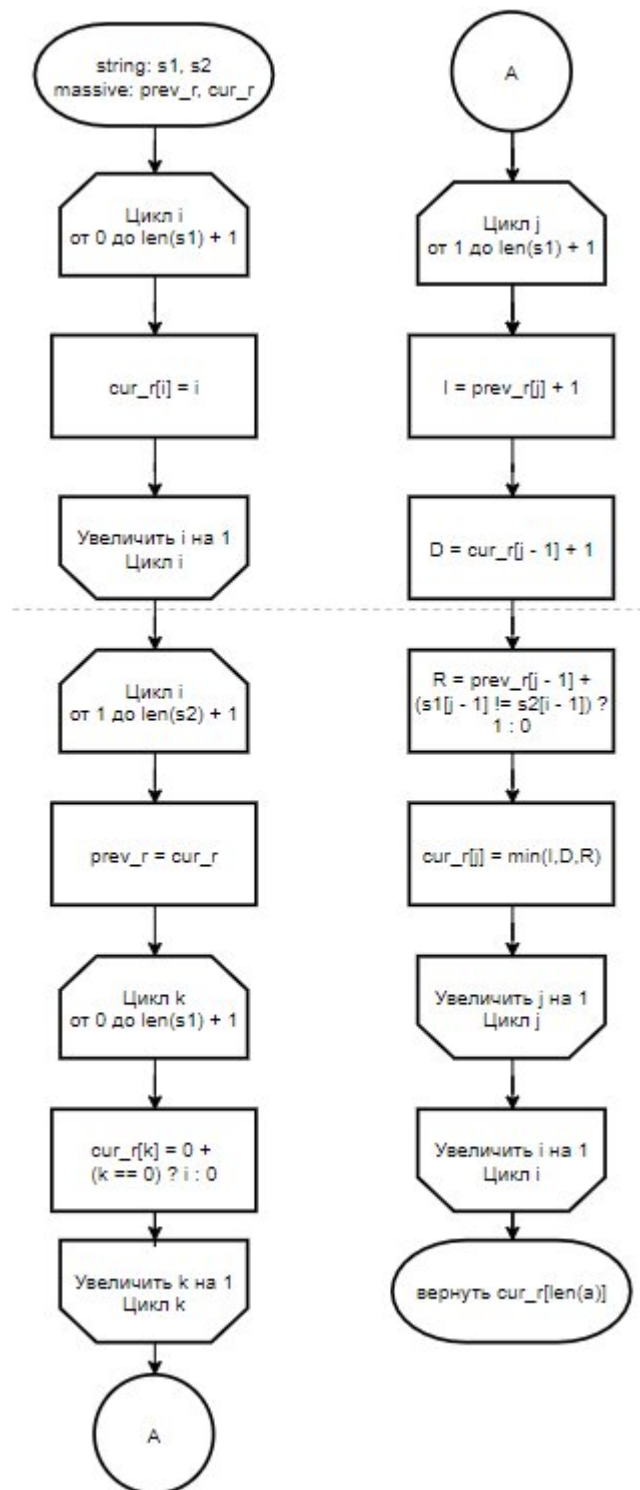 string: s1, s2
massive: prev_r, cur_r
Цикл i
от 0 до len(s1) + 1
cur_r[i] = i
Увеличить i на 1
Цикл i
Цикл i
от 1 до len(s2) + 1
prev_r = cur_r
Цикл k
от 0 до len(s1) + 1
cur_r[k] = 0 +
(k == 0) ? i : 0
Увеличить k на 1
Цикл k
A
A
Цикл j
от 1 до len(s1) + 1
I = prev_r[j] + 1
D = cur_r[j - 1] + 1
R = prev_r[j - 1] +
(s1[j - 1] != s2[i - 1]) ?
1 : 0
cur_r[j] = min(I,D,R)
Увеличить j на 1
Цикл j
Увеличить i на 1
Цикл i
вернуть cur_r[len(a)]